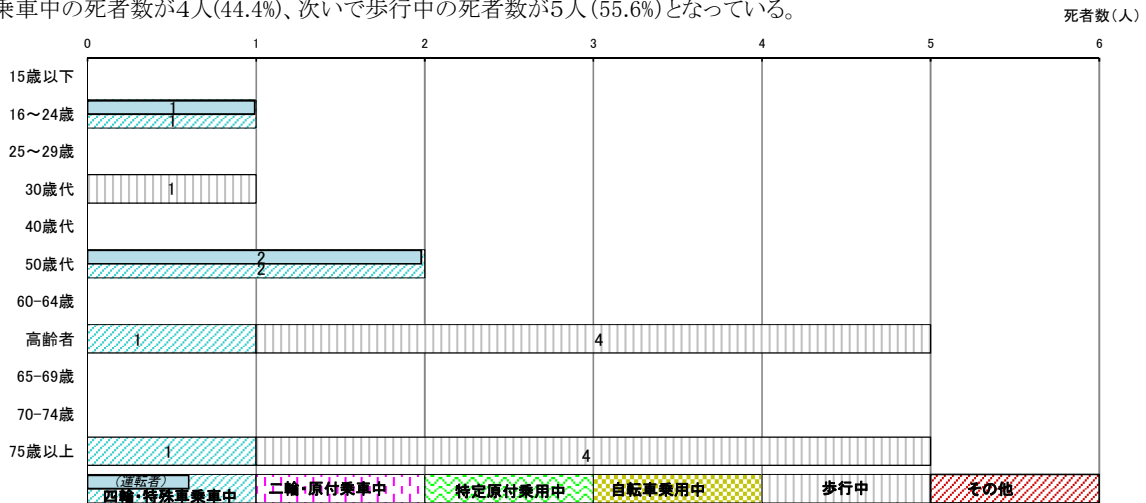 乗車中の死者数が4人(44.4%)、次いで歩行中の死者数が5人(55.6%)となっている。
死者数(人)
0 1 2 3 4 5 6
15歳以下
16～24歳 1
1
25～29歳
30歳代 1
40歳代
50歳代 2
2
60-64歳
高齢者 1 4
65-69歳
70-74歳
75歳以上 1 4
(運転者)
四輪・特殊車乗車中 二輪・原付乗車中 特定原付乗用中 自転車乗用中 歩行中 その他